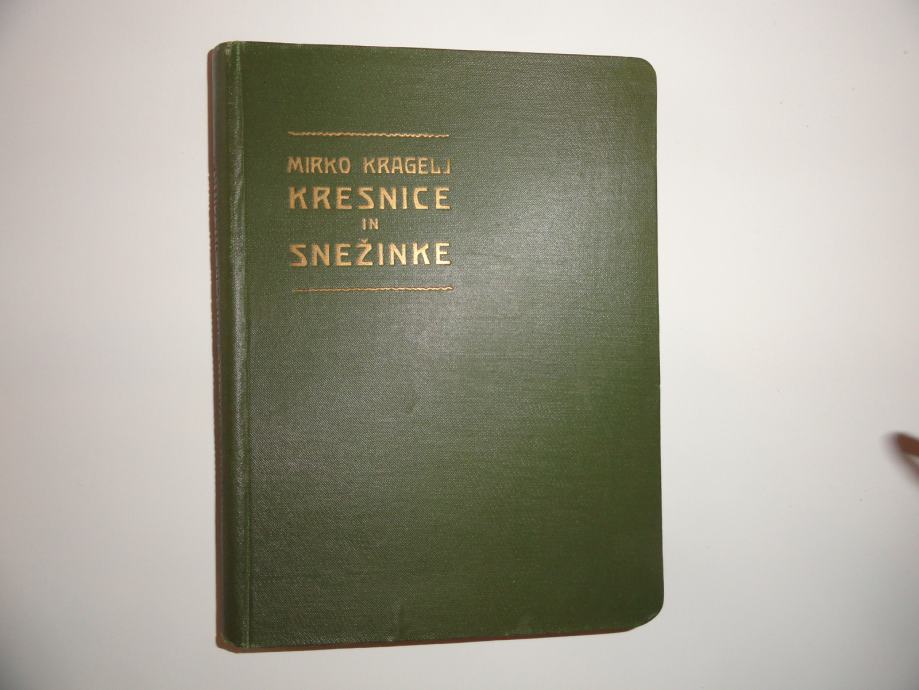 MIRKO KRAGELJ
KRESNICE
IN
SNEŽINKE